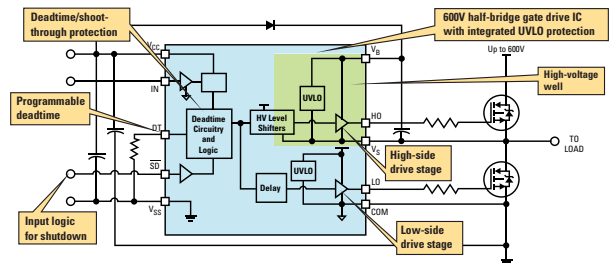 Deadtime/shoot-
through protection
600V half-bridge gate drive IC
with integrated UVLO protection
VCC
VB
Up to 600V
High-voltage
well
IN
UVLO
Programmable
deadtime
DT
Deadtime
Circuitry
and
Logic
HV Level
Shifters
HO
VS
TO
LOAD
High-side
drive stage
SD
UVLO
Delay
LO
COM
Input logic
for shutdown
VSS
Low-side
drive stage